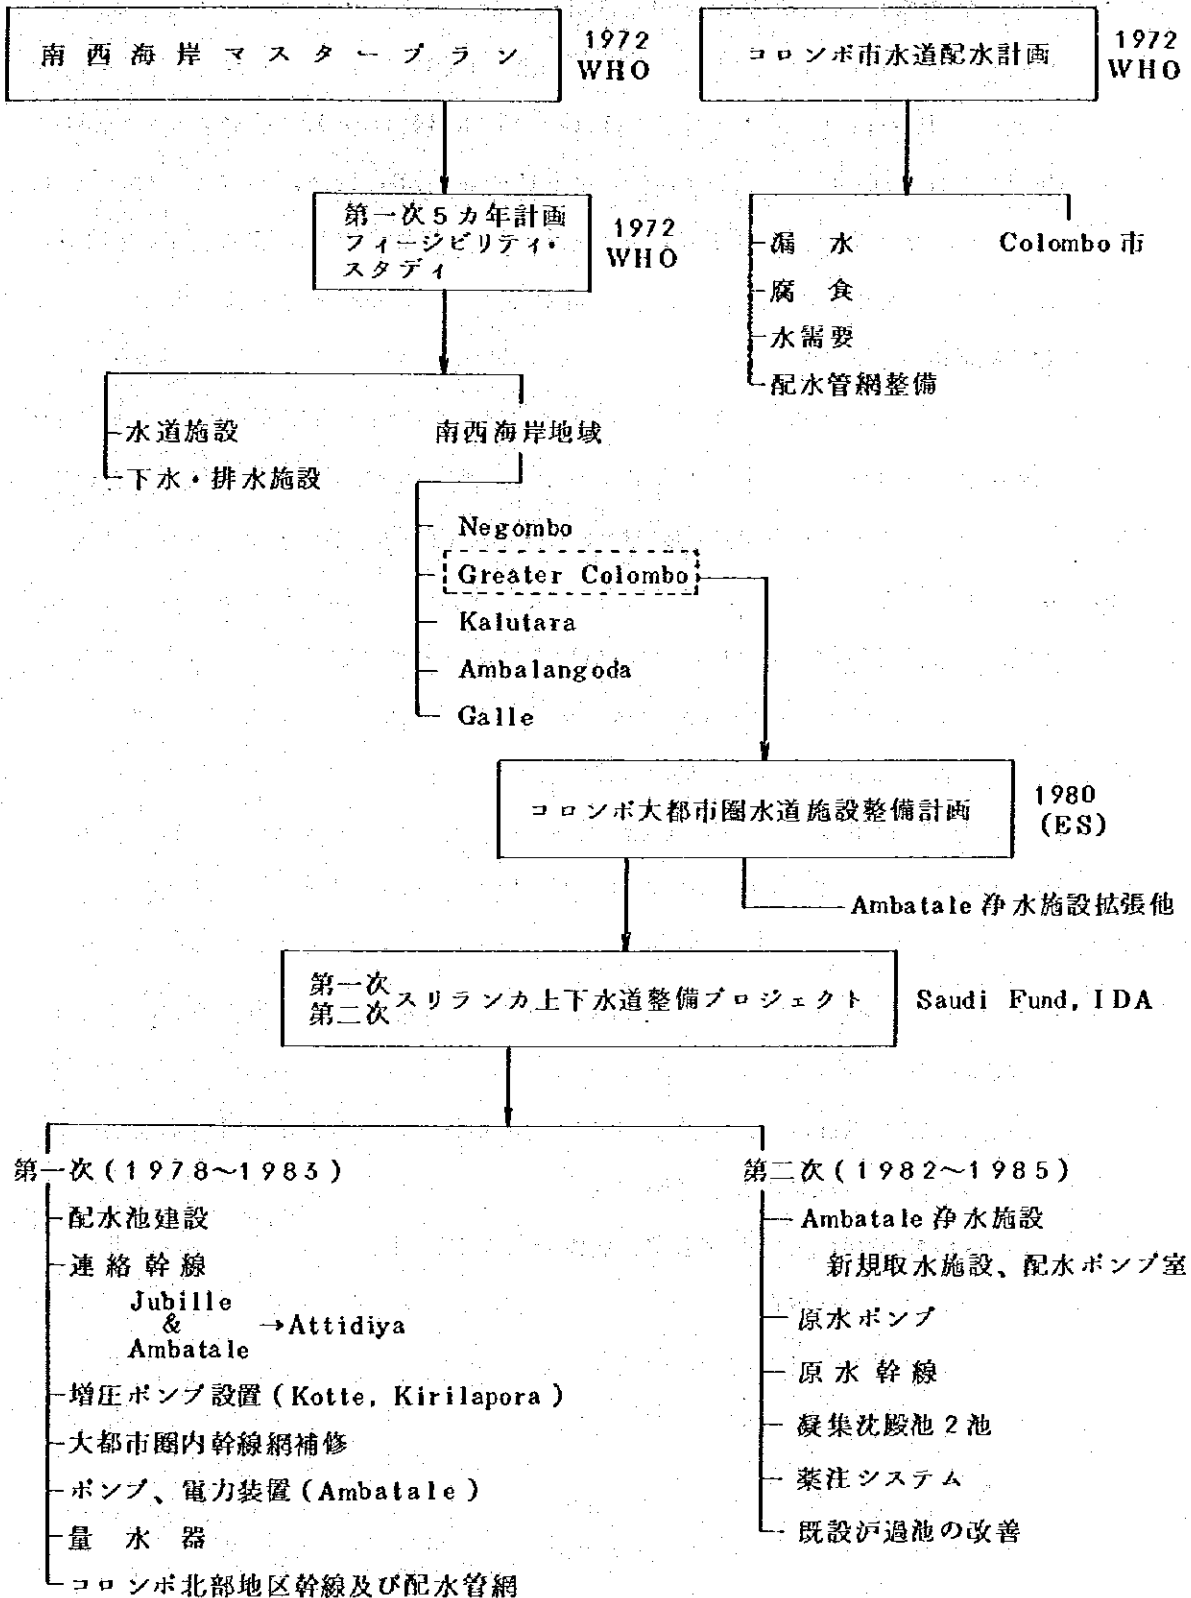 南西海岸マスタープラン
1972
WHO
コロンボ市水道配水計画
1972
WHO
第一次5カ年計画
フィージビリティ・
スタディ
1972
WHO
漏水
腐食
水需要
配水管網整備
Colombo市
水道施設
下水・排水施設
南西海岸地域
Negombo
Greater Colombo
Kalutara
Ambalangoda
Galle
コロンボ大都市圏水道施設整備計画
1980
(ES)
Ambatale浄水施設拡張他
第一次
第二次
スリランカ上下水道整備プロジェクト
Saudi Fund, IDA
第一次(1978~1983)
配水池建設
連絡幹線
Jubille
&
Ambatale
→Attidiya
増圧ポンプ設置(Kotte, Kirilapora)
大都市圏内幹線網補修
ポンプ、電力装置(Ambatale)
量水器
コロンボ北部地区幹線及び配水管網
第二次(1982~1985)
Ambatale浄水施設
新規取水施設、配水ポンプ室
原水ポンプ
原水幹線
凝集沈殿池2池
薬注システム
既設沪過池の改善